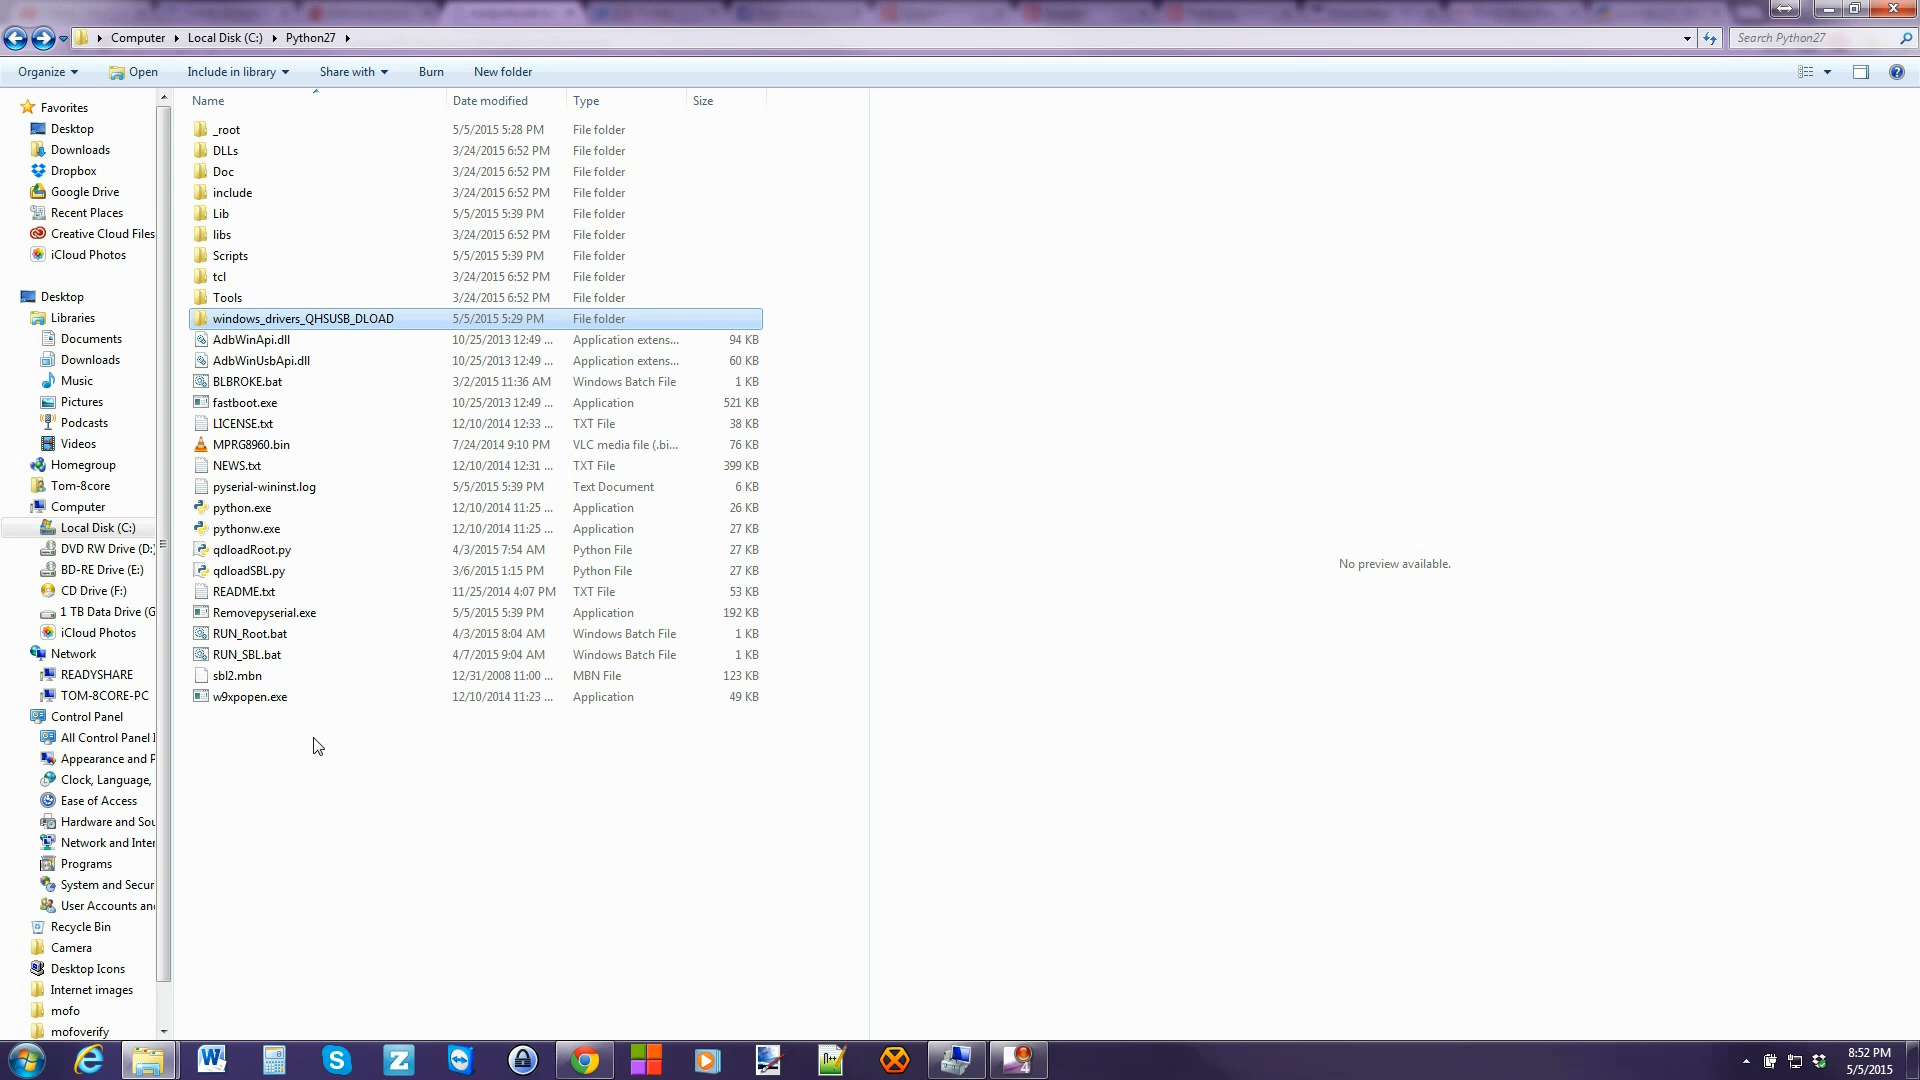 Computer Local Disk (C:) Python27 Search Python27
Organize Open Include in library Share with Burn New folder
Favorites
Desktop
Downloads
Dropbox
Google Drive
Recent Places
Creative Cloud Files
iCloud Photos
Desktop
Libraries
Documents
Downloads
Music
Pictures
Podcasts
Videos
Homegroup
Tom-8core
Computer
Local Disk (C:)
DVD RW Drive (D:)
BD-RE Drive (E:)
CD Drive (F:)
1 TB Data Drive (G
iCloud Photos
Network
READYSHARE
TOM-8CORE-PC
Control Panel
All Control Panel I
Appearance and P
Clock, Language,
Ease of Access
Hardware and Sou
Network and Inter
Programs
System and Secur
User Accounts and
Recycle Bin
Camera
Desktop Icons
Internet images
mofo
mofoverify
Name Date modified Type Size
_root 5/5/2015 5:28 PM File folder
DLLs 3/24/2015 6:52 PM File folder
Doc 3/24/2015 6:52 PM File folder
include 3/24/2015 6:52 PM File folder
Lib 5/5/2015 5:39 PM File folder
libs 3/24/2015 6:52 PM File folder
Scripts 5/5/2015 5:39 PM File folder
tcl 3/24/2015 6:52 PM File folder
Tools 3/24/2015 6:52 PM File folder
windows_drivers_QHSUSB_DLOAD 5/5/2015 5:29 PM File folder
AdbWinApi.dll 10/25/2013 12:49 ... Application extens... 94 KB
AdbWinUsbApi.dll 10/25/2013 12:49 ... Application extens... 60 KB
BLBROKE.bat 3/2/2015 11:36 AM Windows Batch File 1 KB
fastboot.exe 10/25/2013 12:49 ... Application 521 KB
LICENSE.txt 12/10/2014 12:33 ... TXT File 38 KB
MPRG8960.bin 7/24/2014 9:10 PM VLC media file (.bi... 76 KB
NEWS.txt 12/10/2014 12:31 ... TXT File 399 KB
pyserial-wininst.log 5/5/2015 5:39 PM Text Document 6 KB
python.exe 12/10/2014 11:25 ... Application 26 KB
pythonw.exe 12/10/2014 11:25 ... Application 27 KB
qdloadRoot.py 4/3/2015 7:54 AM Python File 27 KB
qdloadSBL.py 3/6/2015 1:15 PM Python File 27 KB
README.txt 11/25/2014 4:07 PM TXT File 53 KB
Removepyserial.exe 5/5/2015 5:39 PM Application 192 KB
RUN_Root.bat 4/3/2015 8:04 AM Windows Batch File 1 KB
RUN_SBL.bat 4/7/2015 9:04 AM Windows Batch File 1 KB
sbl2.mbn 12/31/2008 11:00 ... MBN File 123 KB
w9xpopen.exe 12/10/2014 11:23 ... Application 49 KB
No preview available.
8:52 PM
5/5/2015